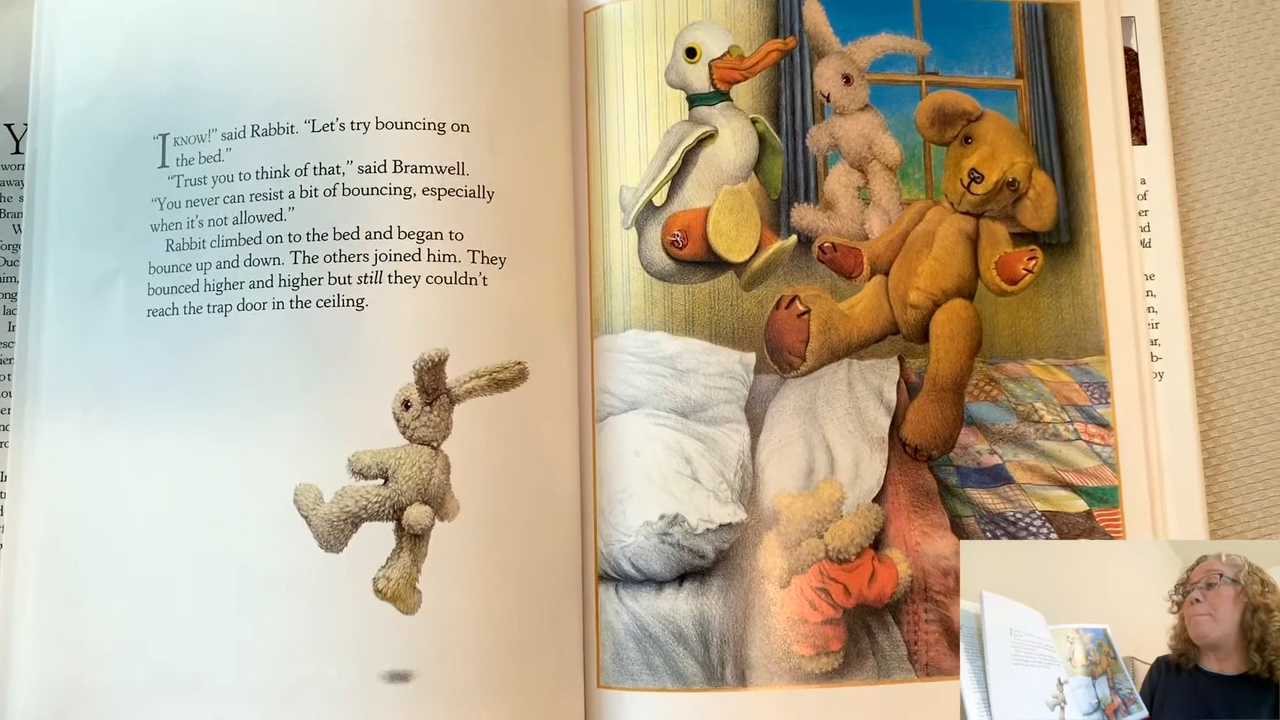 Y
"I KNOW!" said Rabbit. "Let's try bouncing on
the bed."
"Trust you to think of that," said Bramwell.
"You never can resist a bit of bouncing, especially
when it's not allowed."
Rabbit climbed on to the bed and began to
bounce up and down. The others joined him. They
bounced higher and higher but still they couldn't
reach the trap door in the ceiling.